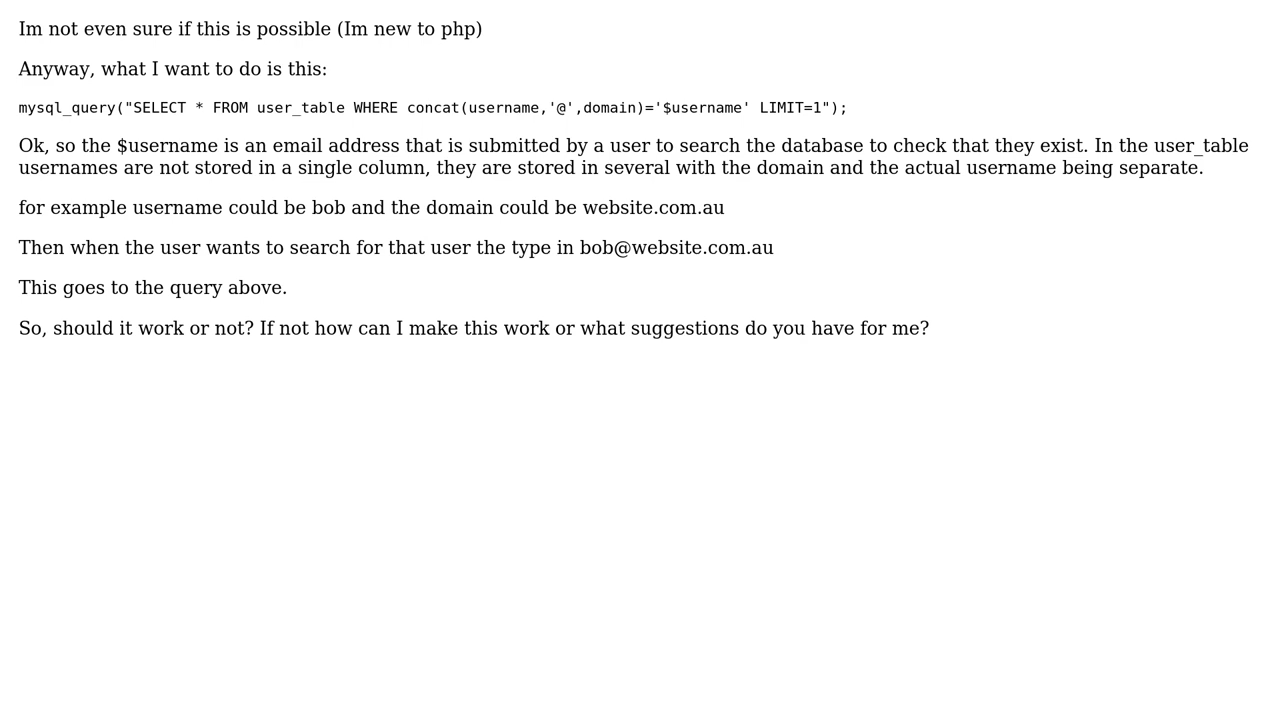 Im not even sure if this is possible (Im new to php)
Anyway, what I want to do is this:
mysql_query("SELECT * FROM user_table WHERE concat(username,'@',domain)='$username' LIMIT=1");
Ok, so the $username is an email address that is submitted by a user to search the database to check that they exist. In the user_table
usernames are not stored in a single column, they are stored in several with the domain and the actual username being separate.
for example username could be bob and the domain could be website.com.au
Then when the user wants to search for that user the type in bob@website.com.au
This goes to the query above.
So, should it work or not? If not how can I make this work or what suggestions do you have for me?